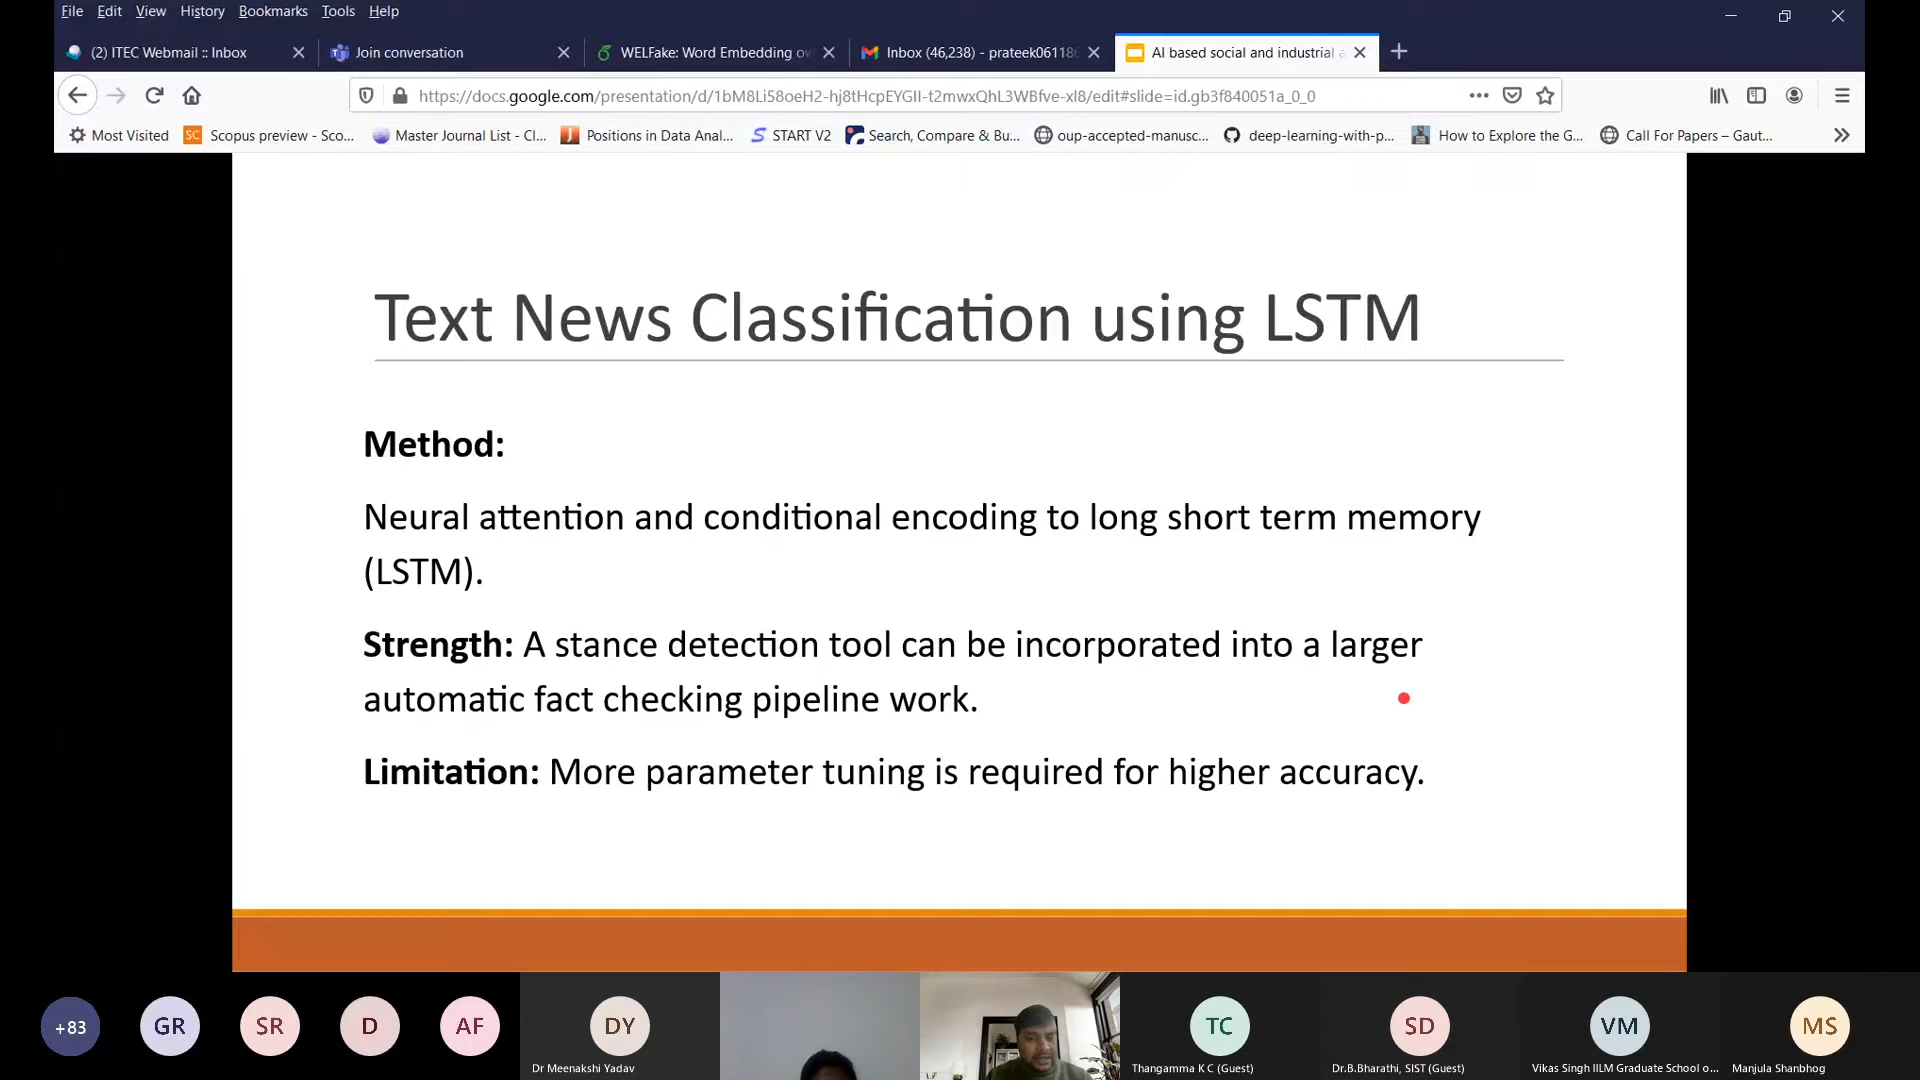 File Edit View History Bookmarks Tools Help
(2) ITEC Webmail :: Inbox
Join conversation
WELFake: Word Embedding ov
Inbox (46,238) - prateek06118
AI based social and industrial a
https://docs.google.com/presentation/d/1bM8Li58oeH2-hj8tHcpEYGII-t2mwxQhL3WBfve-xl8/edit#slide=id.gb3f840051a_0_0
Most Visited
Scopus preview - Sco...
Master Journal List - Cl...
Positions in Data Anal...
START V2
Search, Compare & Bu...
oup-accepted-manusc...
deep-learning-with-p...
How to Explore the G...
Call For Papers – Gaut...
Text News Classification using LSTM
Method:
Neural attention and conditional encoding to long short term memory
(LSTM).
Strength: A stance detection tool can be incorporated into a larger
automatic fact checking pipeline work.
Limitation: More parameter tuning is required for higher accuracy.
+83
GR
SR
D
AF
DY
Dr Meenakshi Yadav
TC
Thangamma K C (Guest)
SD
Dr.B.Bharathi, SIST (Guest)
VM
Vikas Singh IILM Graduate School o...
MS
Manjula Shanbhog